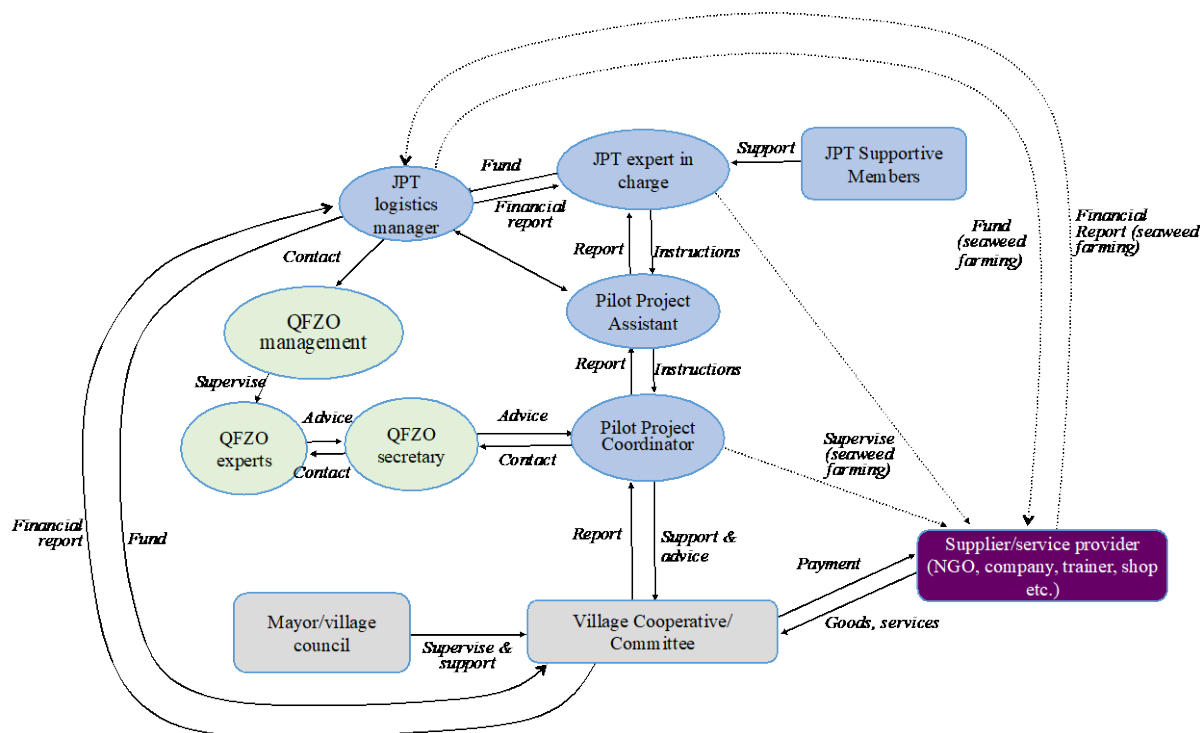 Support
JPT Supportive
Members
JPT expert in
charge
Fund
JPT
logistics
manager
Financial
report
Fund
(seaweed
farming)
Financial
Report (seaweed
farming)
Contact
Report
Instructions
QFZO
management
Pilot Project
Assistant
Supervise
Report
Instructions
QFZO
experts
Advice
Contact
QFZO
secretary
Advice
Contact
Pilot Project
Coordinator
Supervise
(seaweed
farming)
Financial
report
Fund
Report
Support &
advice
Payment
Supplier/service provider
(NGO, company, trainer, shop
etc.)
Goods, services
Mayor/village
council
Supervise &
support
Village Cooperative/
Committee